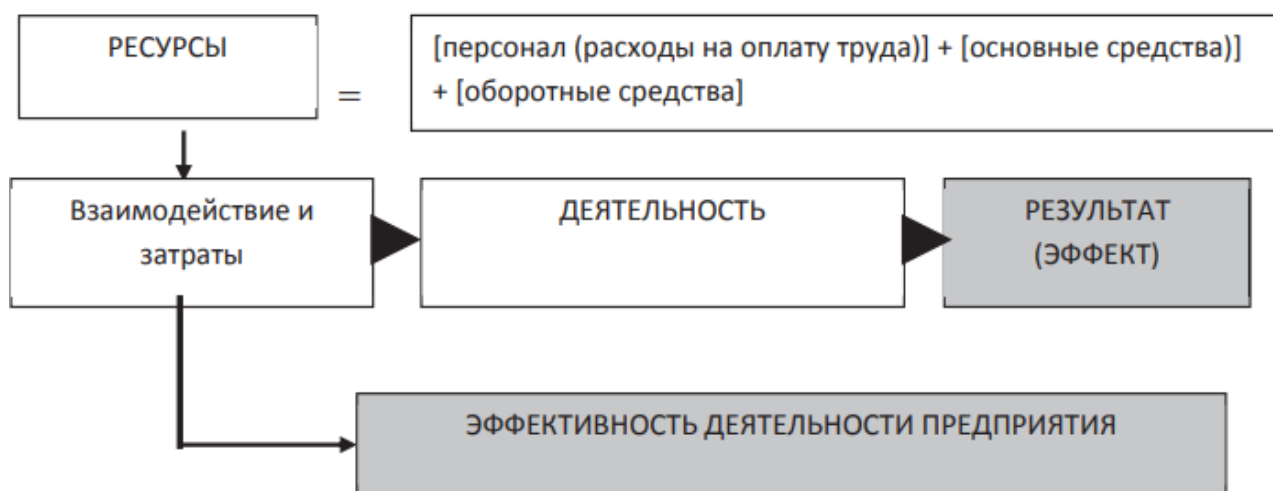 РЕСУРСЫ
=
[персонал (расходы на оплату труда)] + [основные средства)]
+ [оборотные средства]
Взаимодействие и
затраты
ДЕЯТЕЛЬНОСТЬ
РЕЗУЛЬТАТ
(ЭФФЕКТ)
ЭФФЕКТИВНОСТЬ ДЕЯТЕЛЬНОСТИ ПРЕДПРИЯТИЯ